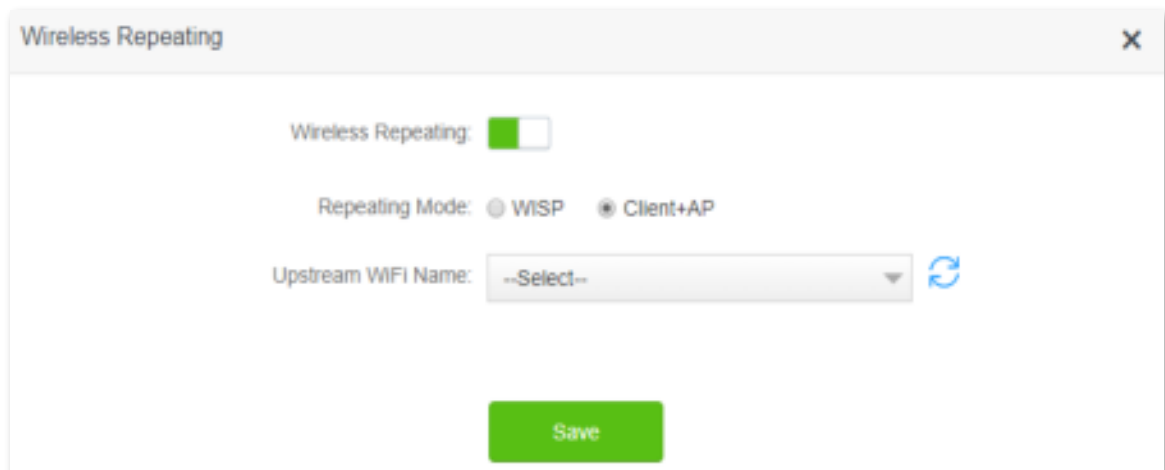 Wireless Repeating
Wireless Repeating:
Repeating Mode: WISP Client+AP
Upstream WiFi Name: --Select--
Save